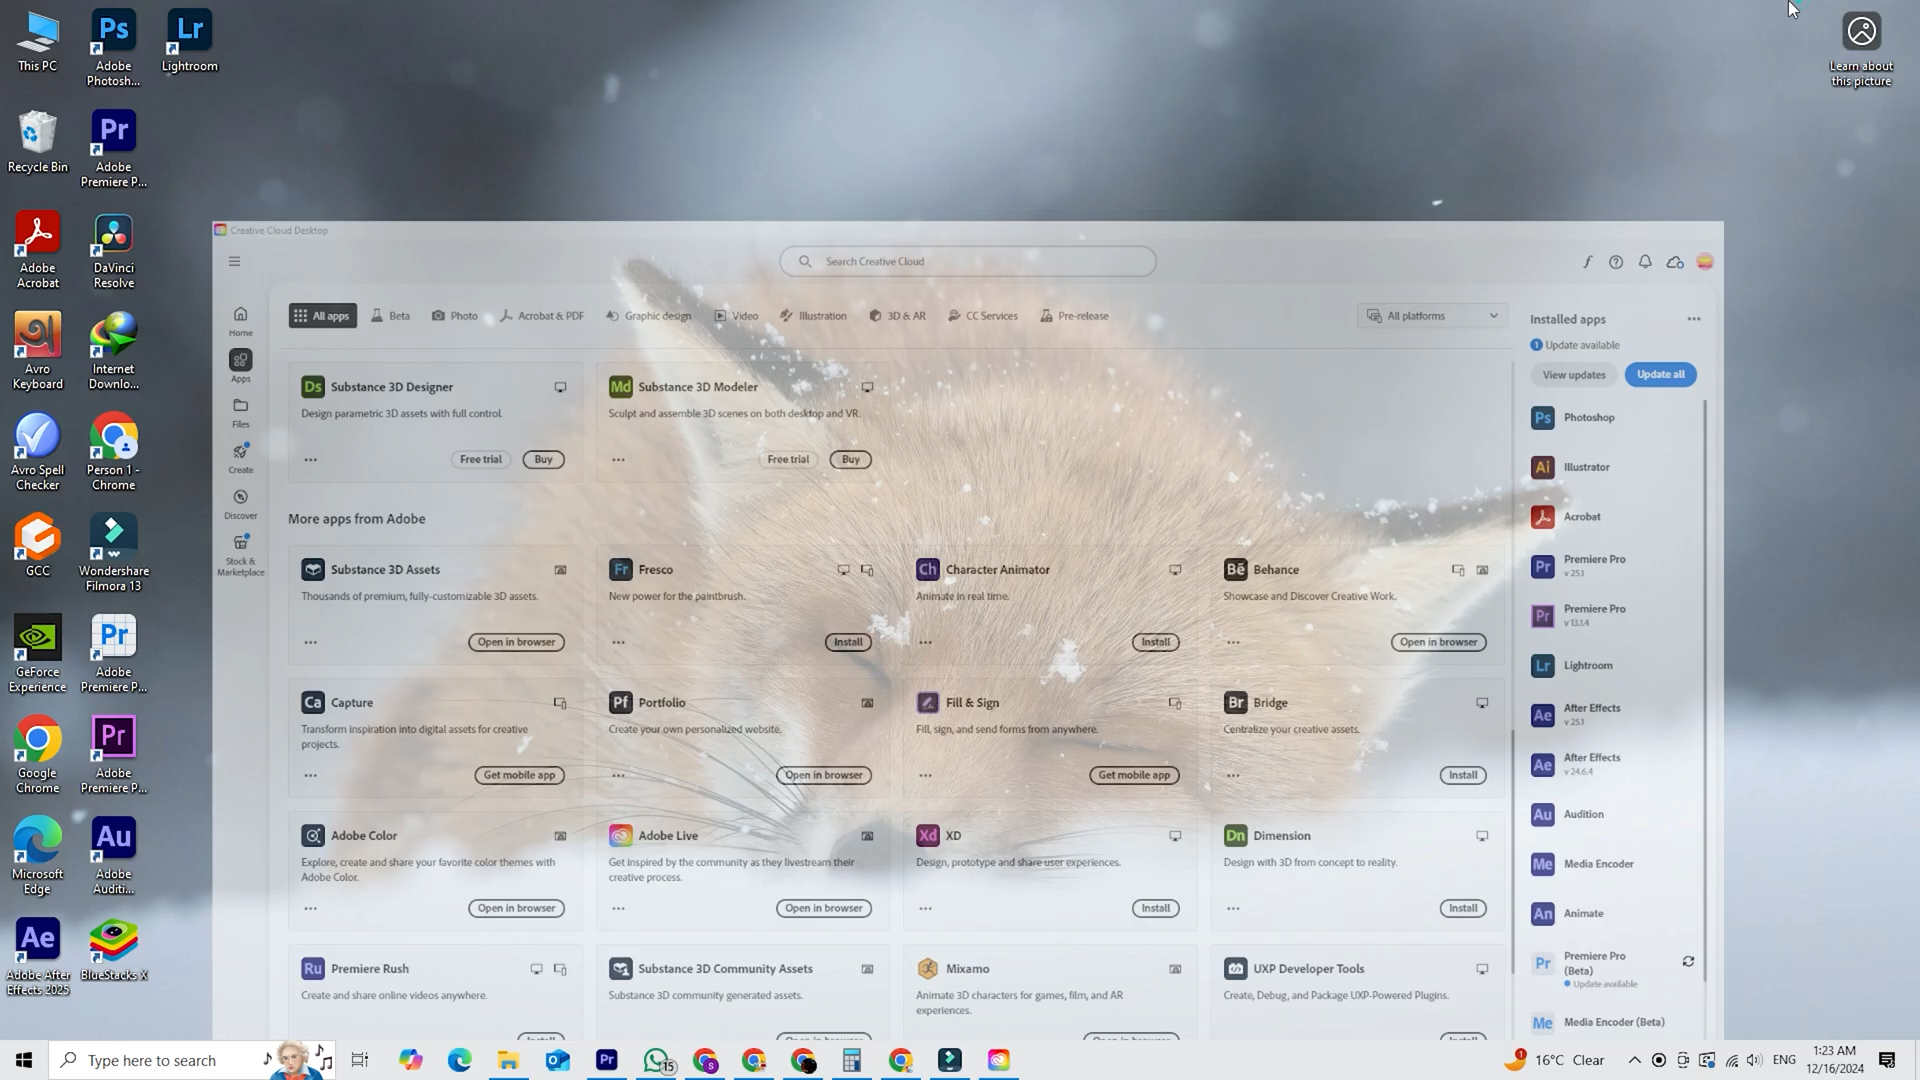 This PC
Adobe
Photosh...
Lightroom
Learn about
this picture
Recycle Bin
Adobe
Premiere P...
Adobe
Acrobat
DaVinci
Resolve
Avro
Keyboard
Internet
Downlo...
Avro Spell
Checker
Person 1 -
Chrome
GCC
Wondershare
Filmora 13
GeForce
Experience
Adobe
Premiere P...
Google
Chrome
Adobe
Premiere P...
Microsoft
Edge
Adobe
Auditi...
Adobe After
Effects 2025
BlueStacks X
Creative Cloud Desktop
Search Creative Cloud
Home
Apps
Files
Create
Discover
Stock &
Marketplace
All apps
Beta
Photo
Acrobat & PDF
Graphic design
Video
Illustration
3D & AR
CC Services
Pre-release
All platforms
Substance 3D Designer
Design parametric 3D assets with full control.
Free trial
Buy
Substance 3D Modeler
Sculpt and assemble 3D scenes on both desktop and VR.
Free trial
Buy
More apps from Adobe
Substance 3D Assets
Thousands of premium, fully-customizable 3D assets.
Open in browser
Fresco
New power for the paintbrush.
Install
Character Animator
Animate in real time.
Install
Behance
Showcase and Discover Creative Work.
Open in browser
Capture
Transform inspiration into digital assets for creative
projects.
Get mobile app
Portfolio
Create your own personalized website.
Open in browser
Fill & Sign
Fill, sign, and send forms from anywhere.
Get mobile app
Bridge
Centralize your creative assets.
Install
Adobe Color
Explore, create and share your favorite color themes with
Adobe Color.
Open in browser
Adobe Live
Get inspired by the community as they livestream their
creative process.
Open in browser
XD
Design, prototype and share user experiences.
Install
Dimension
Design with 3D from concept to reality.
Install
Premiere Rush
Create and share online videos anywhere.
Substance 3D Community Assets
Substance 3D community generated assets.
Mixamo
Animate 3D characters for games, film, and AR
experiences.
UXP Developer Tools
Create, Debug, and Package UXP-Powered Plugins.
Installed apps
1 Update available
View updates
Update all
Photoshop
Illustrator
Acrobat
Premiere Pro
v 25.1
Premiere Pro
v 13.1.4
Lightroom
After Effects
v 25.1
After Effects
v 24.6.4
Audition
Media Encoder
Animate
Premiere Pro
(Beta)
Update available
Media Encoder (Beta)
Type here to search
15
1
16°C Clear
ENG
1:23 AM
12/16/2024